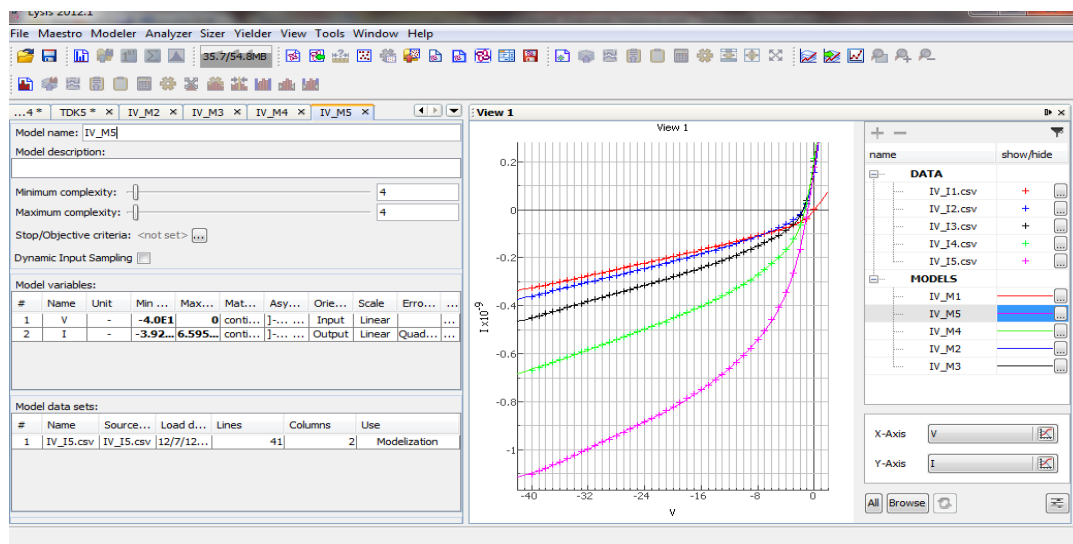 Lysis 2012.1
File Maestro Modeler Analyzer Sizer Yielder View Tools Window Help
35.7/54.8MB
...4 * TDK5 * × IV_M2 × IV_M3 × IV_M4 × IV_M5 ×
Model name: IV_M5
Model description:
Minimum complexity: 4
Maximum complexity: 4
Stop/Objective criteria: <not set> ...
Dynamic Input Sampling
Model variables:
# Name Unit Min ... Max... Mat... Asy... Orie... Scale Erro... ...
1 V - -4.0E1 0 conti... ]-... ... Input Linear ...
2 I - -3.92... 6.595... conti... ]-... ... Output Linear Quad... ...
Model data sets:
# Name Source... Load d... Lines Columns Use
1 IV_I5.csv IV_I5.csv 12/7/12... 41 2 Modelization
View 1
View 1
0.2
0
-0.2
-0.4
-0.6
-0.8
-1
I x10^-9
-40 -32 -24 -16 -8 0
V
name show/hide
DATA
IV_I1.csv + ...
IV_I2.csv + ...
IV_I3.csv + ...
IV_I4.csv + ...
IV_I5.csv + ...
MODELS
IV_M1 ...
IV_M5 ...
IV_M4 ...
IV_M2 ...
IV_M3 ...
X-Axis V
Y-Axis I
All Browse